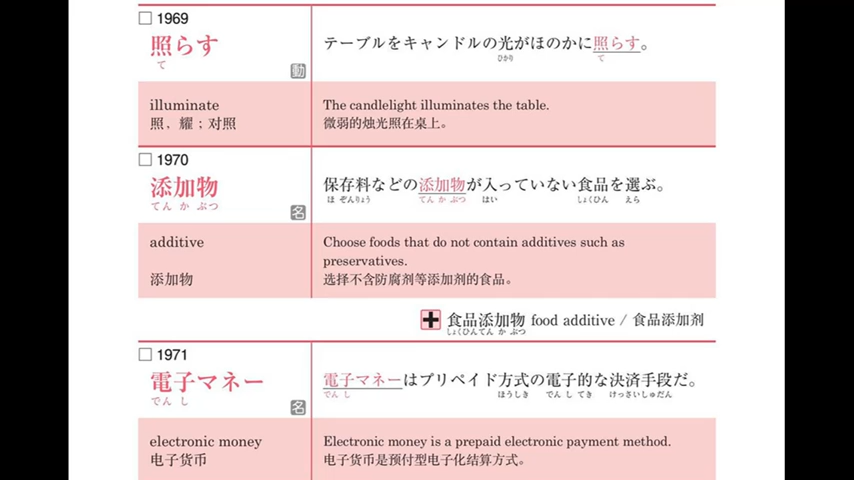 1969
照らす
て
動
テーブルをキャンドルの光がほのかに照らす。
ひかり
て
illuminate
照，耀；对照
The candlelight illuminates the table.
微弱的烛光照在桌上。
1970
添加物
てん か ぶつ
名
保存料などの添加物が入っていない食品を選ぶ。
ほ ぞんりょう
てん か ぶつ
はい
しょくひん
えら
additive
添加物
Choose foods that do not contain additives such as
preservatives.
选择不含防腐剂等添加剂的食品。
食品添加物 food additive / 食品添加剂
しょくひんてん か ぶつ
1971
電子マネー
でん し
名
電子マネーはプリペイド方式の電子的な決済手段だ。
でん し
ほうしき
でん し てき
けっさいしゅだん
electronic money
电子货币
Electronic money is a prepaid electronic payment method.
电子货币是预付型电子化结算方式。